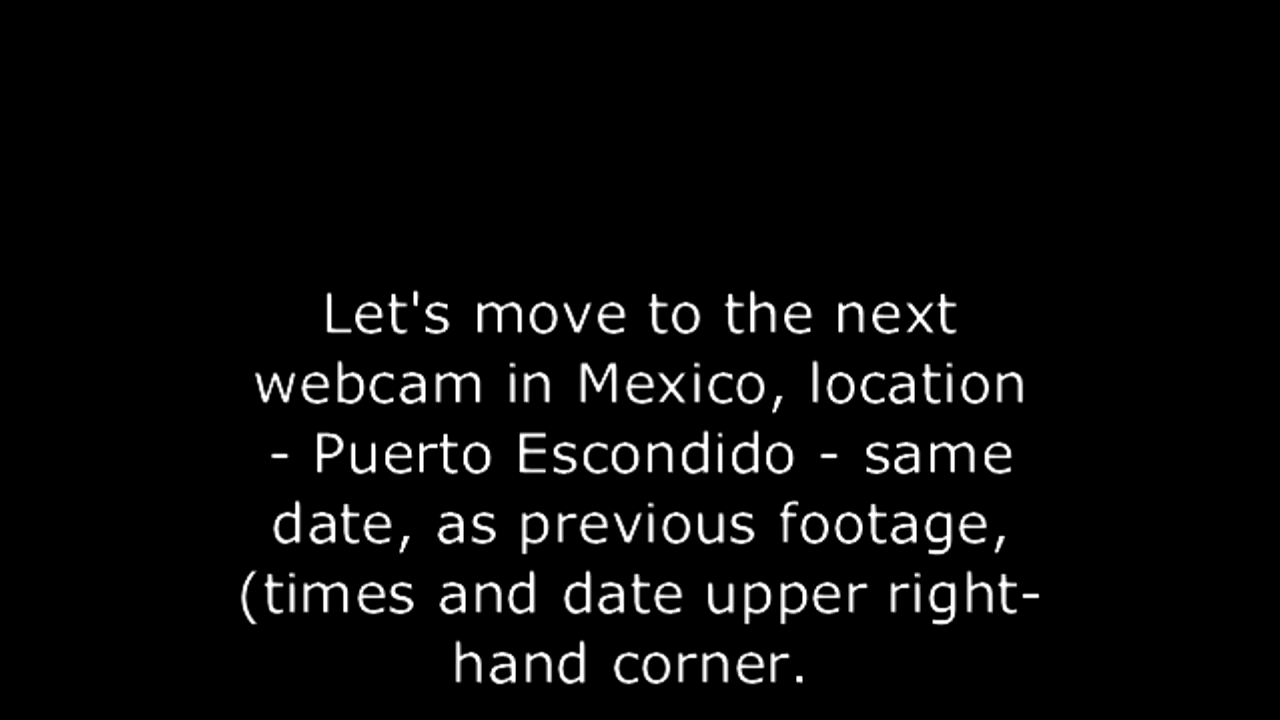 Let's move to the next
webcam in Mexico, location
- Puerto Escondido - same
date, as previous footage,
(times and date upper right-
hand corner.